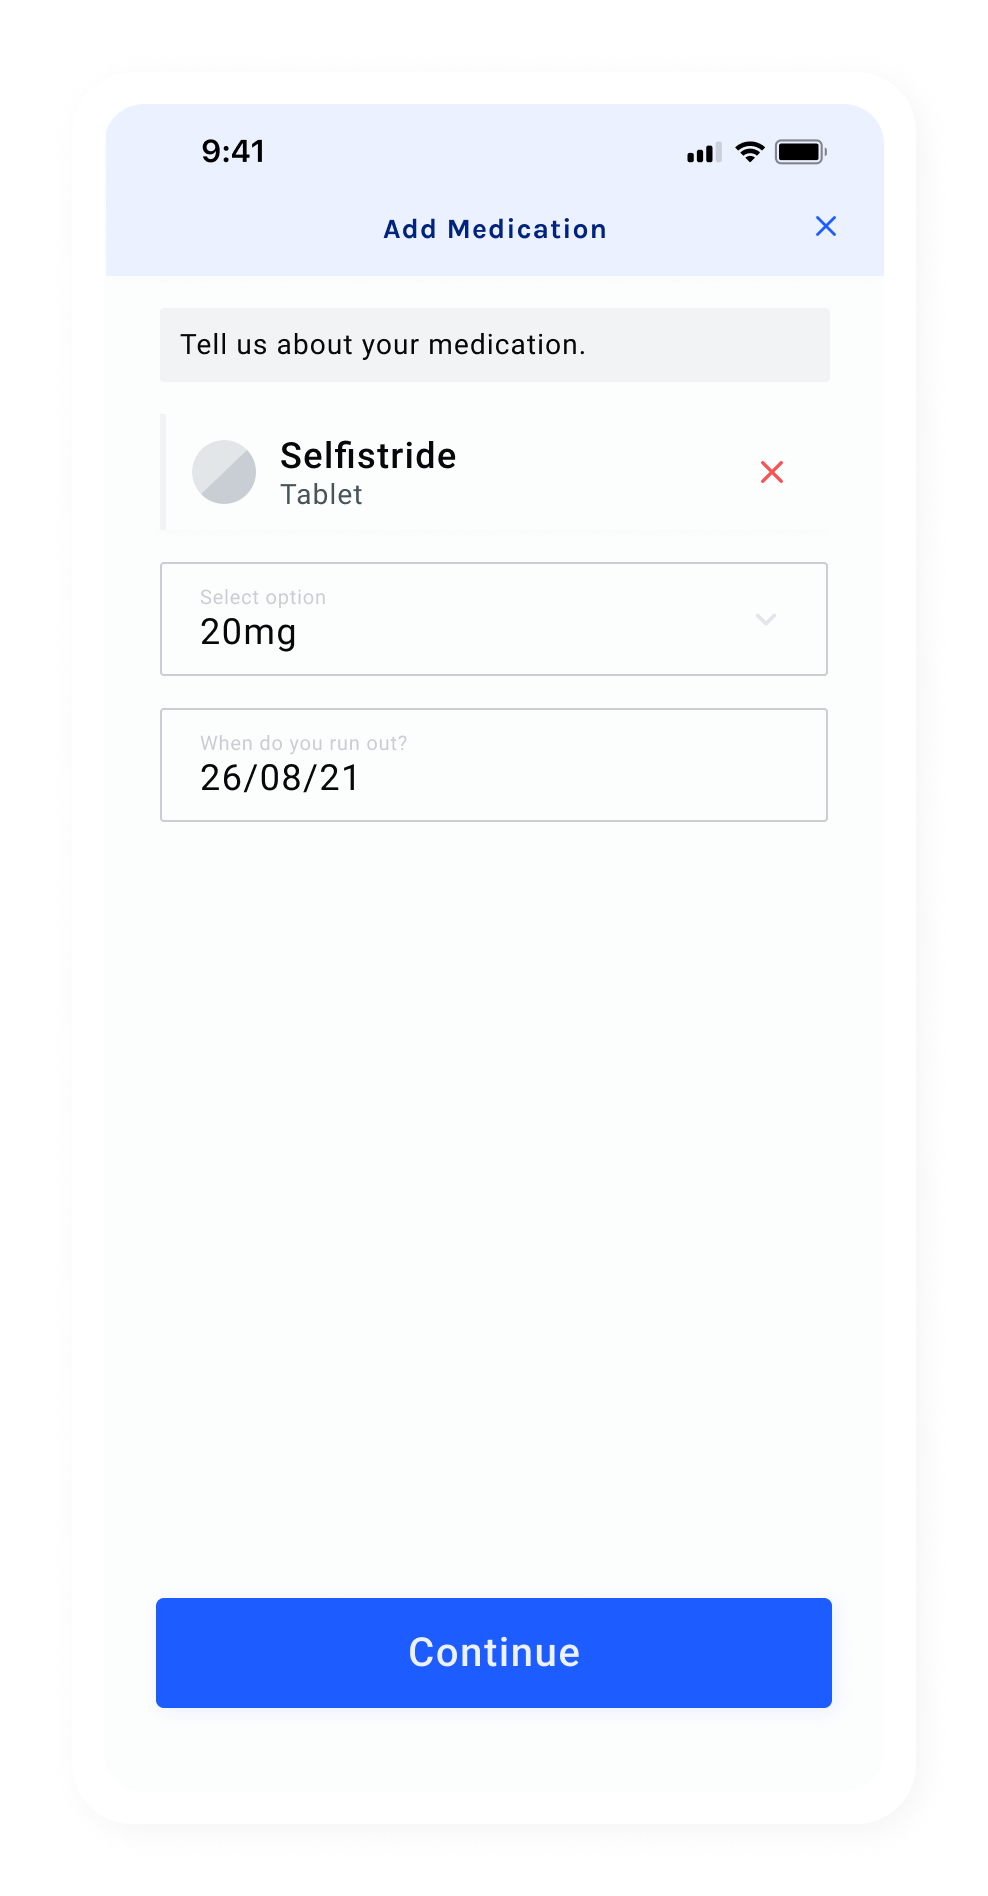 9:41
Add Medication
Tell us about your medication.
Selfistride
Tablet
Select option
20mg
When do you run out?
26/08/21
Continue